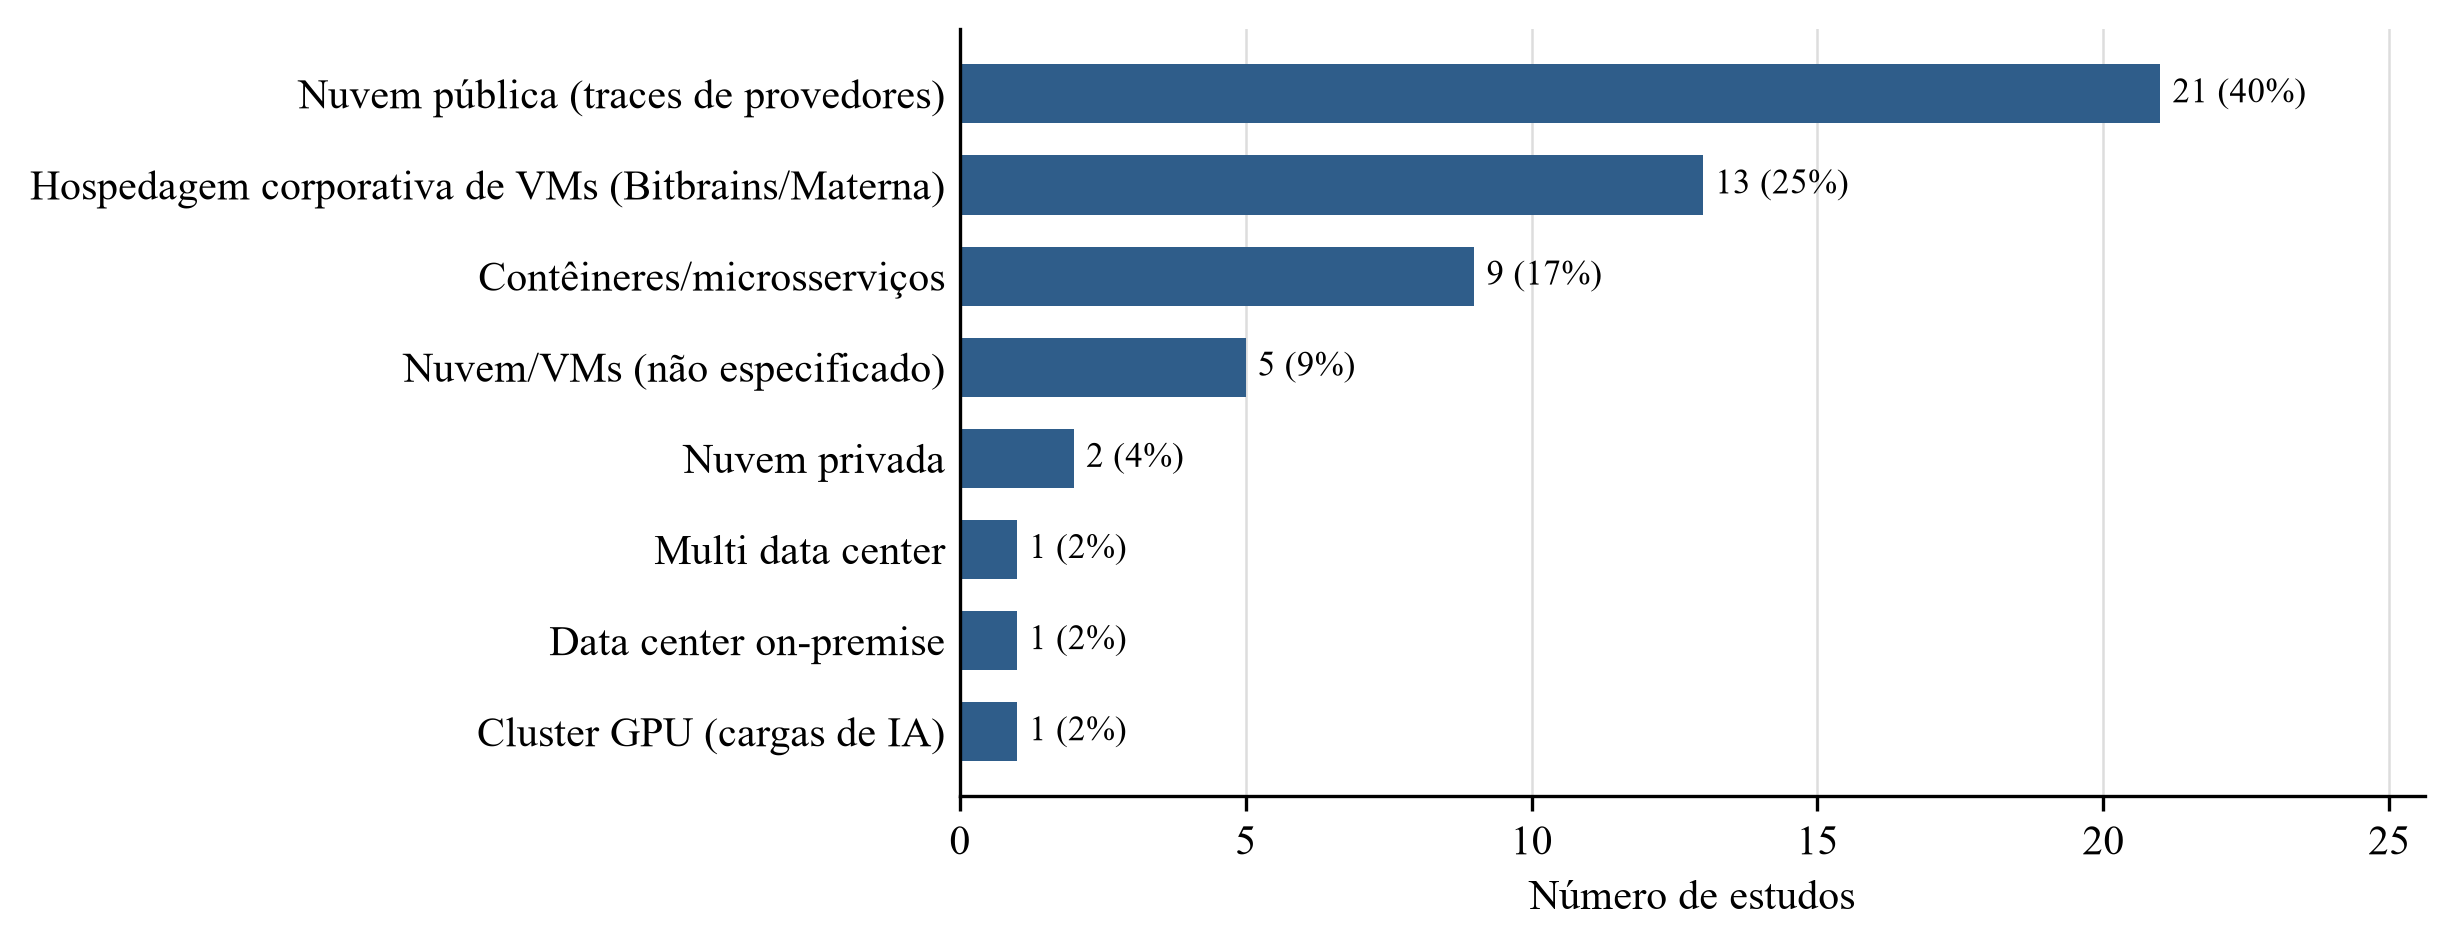 Nuvem pública (traces de provedores) 21 (40%)
Hospedagem corporativa de VMs (Bitbrains/Materna) 13 (25%)
Contêineres/microsserviços 9 (17%)
Nuvem/VMs (não especificado) 5 (9%)
Nuvem privada 2 (4%)
Multi data center 1 (2%)
Data center on-premise 1 (2%)
Cluster GPU (cargas de IA) 1 (2%)
0 5 10 15 20 25
Número de estudos